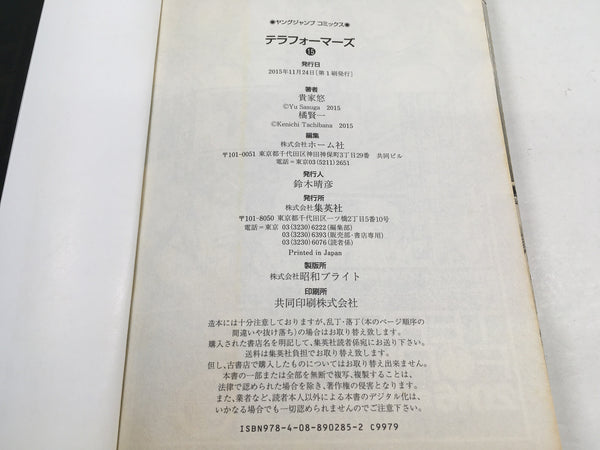 ●ヤングジャンプ コミックス●
テラフォーマーズ
⑮
発行日
2015年11月24日[第1刷発行]
著者
貴家悠
©Yu Sasuga 2015
橘賢一
©Kenichi Tachibana 2015
編集
株式会社ホーム社
〒101-0051 東京都千代田区神田神保町3丁目29番 共同ビル
電話=東京 03(5211)2651
発行人
鈴木晴彦
発行所
株式会社集英社
〒101-8050 東京都千代田区一ツ橋2丁目5番10号
電話=東京 03(3230)6222(編集部)
03(3230)6393(販売部・書店専用)
03(3230)6076(読者係)
Printed in Japan
製版所
株式会社昭和ブライト
印刷所
共同印刷株式会社
造本には十分注意しておりますが、乱丁・落丁(本のページ順序の
間違いや抜け落ち)の場合はお取り替え致します。
購入された書店名を明記して、集英社読者係宛にお送り下さい。
送料は集英社負担でお取り替え致します。
但し、古書店で購入したものについてはお取り替え出来ません。
本書の一部または全部を無断で複写、複製することは、
法律で認められた場合を除き、著作権の侵害となります。
また、業者など、読者本人以外による本書のデジタル化は、
いかなる場合でも一切認められませんのでご注意下さい。
ISBN978-4-08-890285-2 C9979